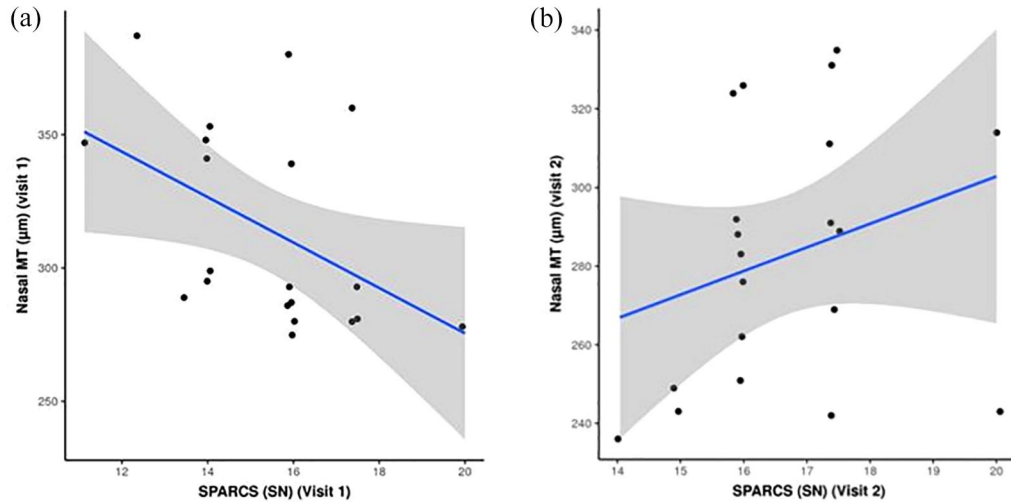 (a)
Nasal MT (μm) (visit 1)
350
300
250
12 14 16 18 20
SPARCS (SN) (Visit 1)
(b)
Nasal MT (μm) (visit 2)
340
320
300
280
260
240
14 15 16 17 18 19 20
SPARCS (SN) (Visit 2)